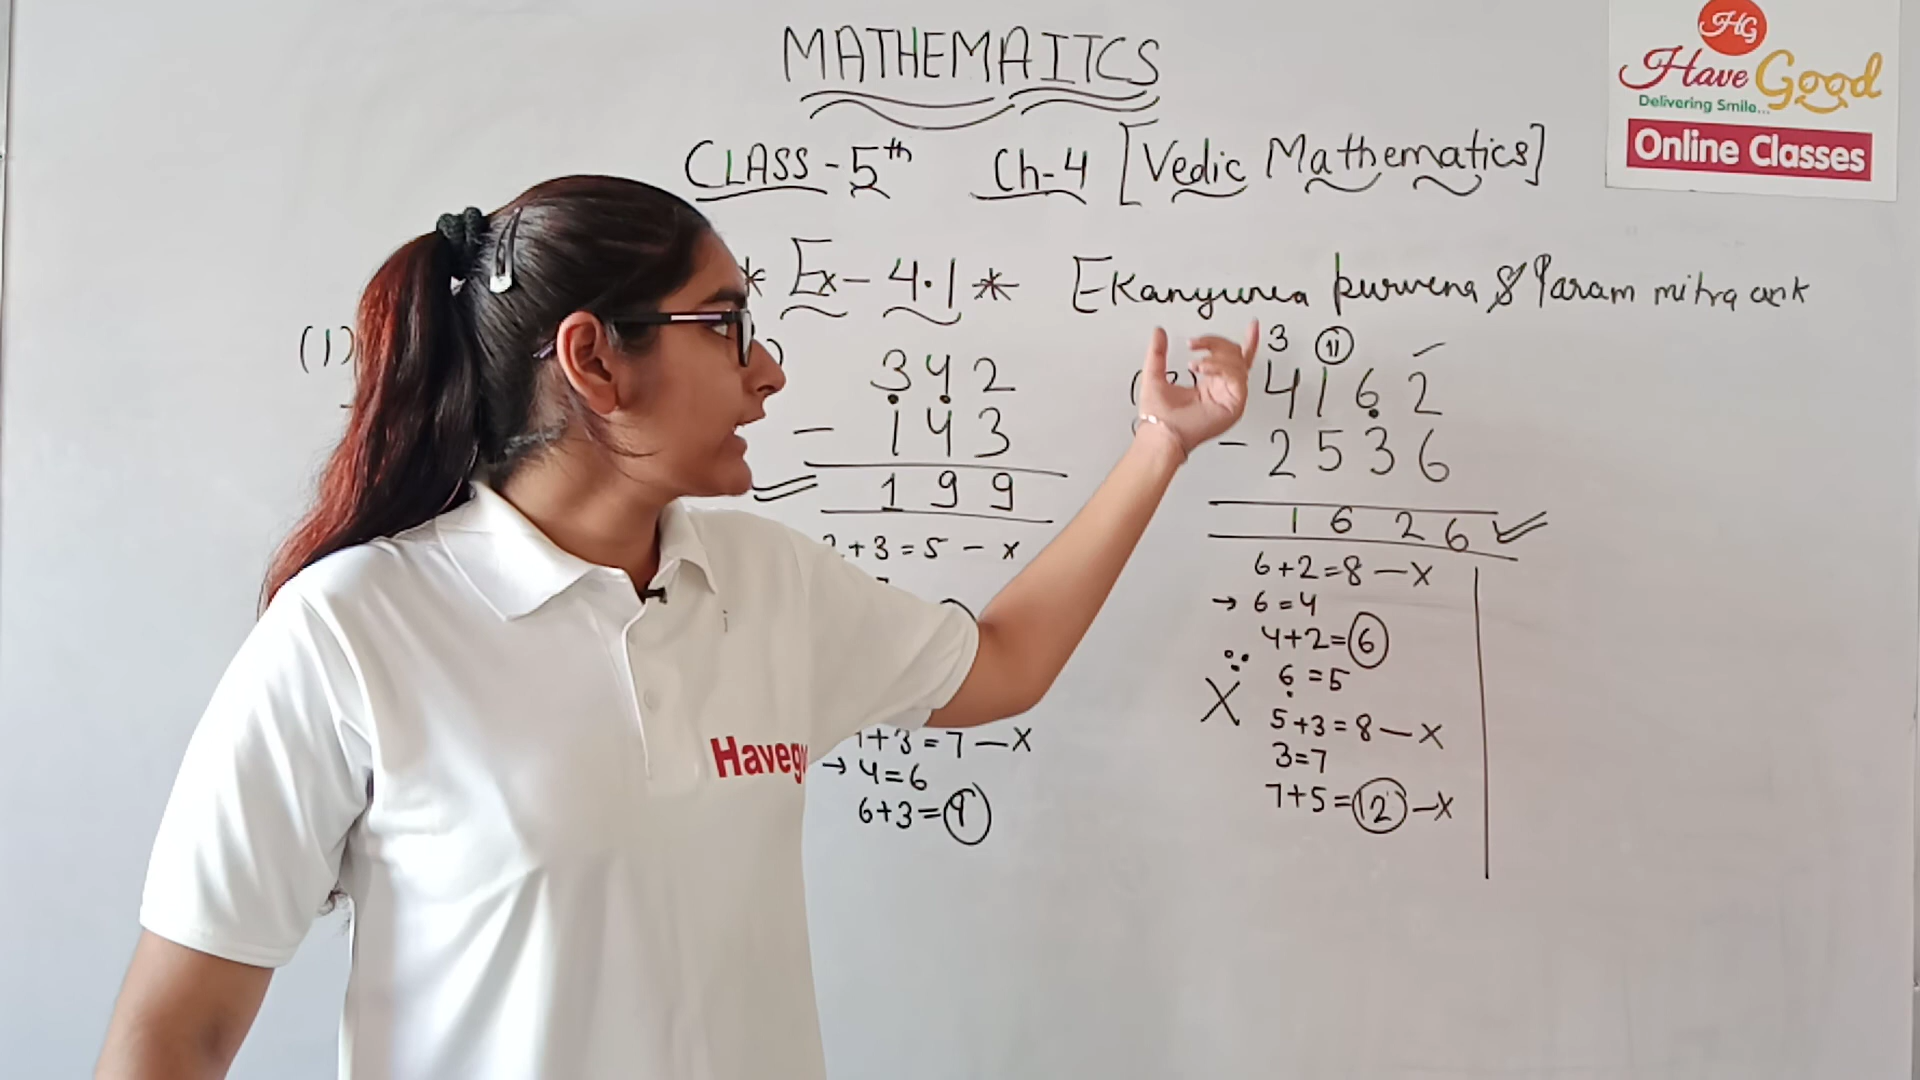 MATHEMAITCS
HG
Have Good
Delivering Smile...
Online Classes
CLASS - 5th Ch-4 [Vedic Mathematics]
* Ex - 4.1 * Ekanyunea purvena & Param mitra ank
(1)
342
- 143
199
+ 3 = 5 - x
+ 3 = 7 - x
→ 4 = 6
6 + 3 = 9
3 11
4162
- 2536
1626
6 + 2 = 8 - x
→ 6 = 4
4 + 2 = 6
6 = 5
X 5 + 3 = 8 - x
3 = 7
7 + 5 = 12 - x